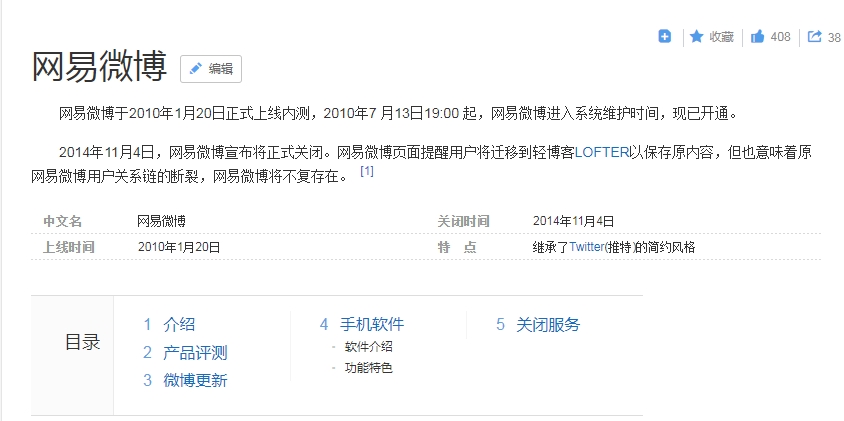 收藏 408 38
网易微博 编辑
网易微博于2010年1月20日正式上线内测，2010年7 月13日19:00 起，网易微博进入系统维护时间，现已开通。
2014年11月4日，网易微博宣布将正式关闭。网易微博页面提醒用户将迁移到轻博客LOFTER以保存原内容，但也意味着原
网易微博用户关系链的断裂，网易微博将不复存在。 [1]
中文名 网易微博 关闭时间 2014年11月4日
上线时间 2010年1月20日 特 点 继承了Twitter(推特)的简约风格
目录
1 介绍
2 产品评测
3 微博更新
4 手机软件
· 软件介绍
· 功能特色
5 关闭服务